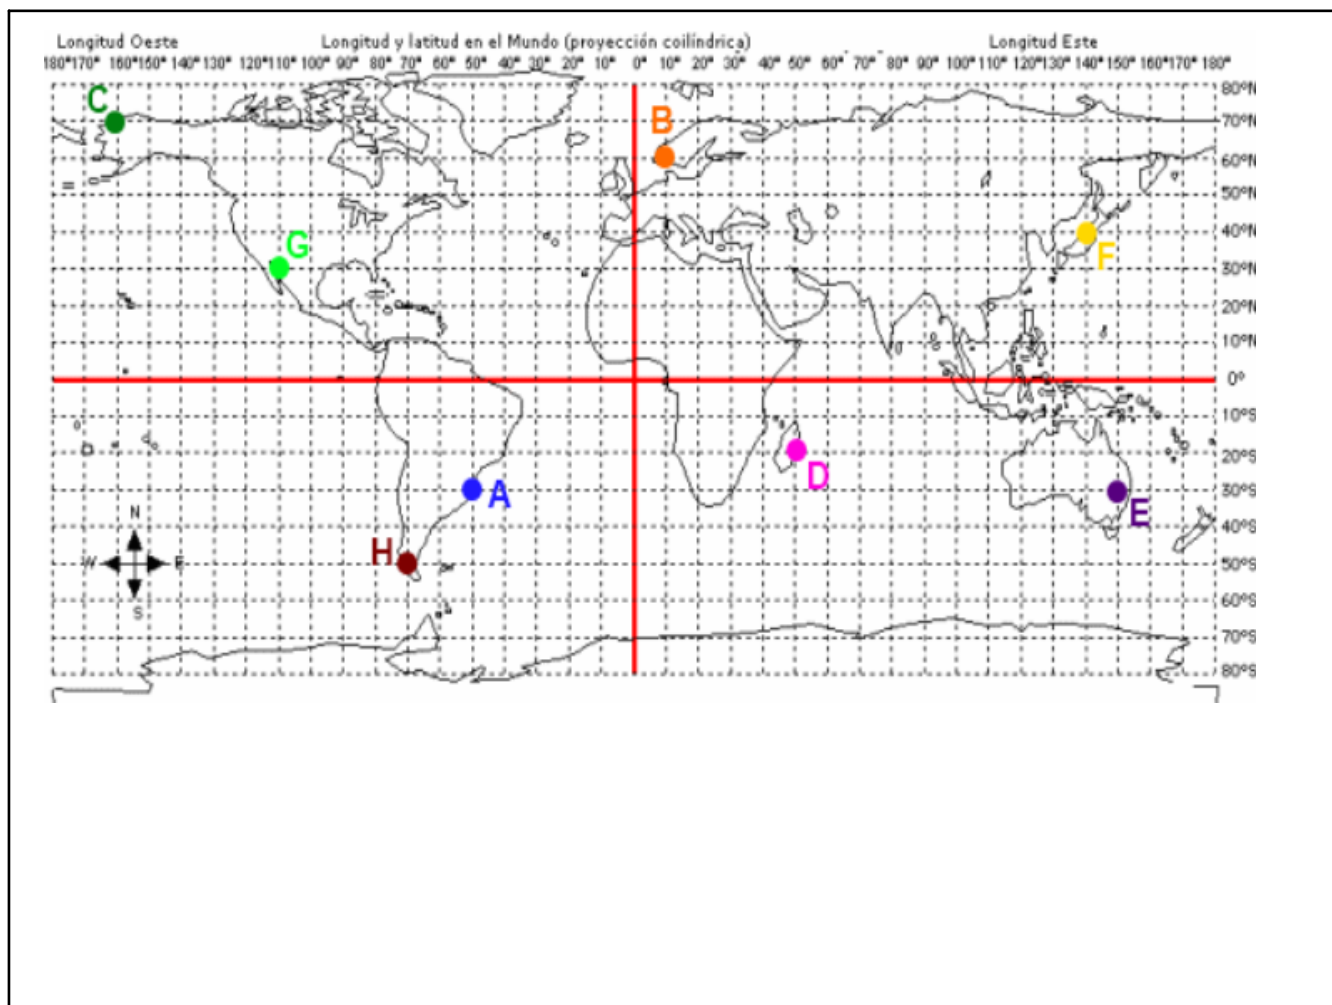 Longitud Oeste Longitud y latitud en el Mundo (proyección coilíndrica) Longitud Este
180° 170° 160° 150° 140° 130° 120° 110° 100° 90° 80° 70° 60° 50° 40° 30° 20° 10° 0° 10° 20° 30° 40° 50° 60° 70° 80° 90° 100° 110° 120° 130° 140° 150° 160° 170° 180°
80°N
C
70°N
B
60°N
50°N
40°N
G
F
30°N
20°N
10°N
0°
10°S
20°S
D
30°S
A
E
N
40°S
H
W E
50°S
S
60°S
70°S
80°S